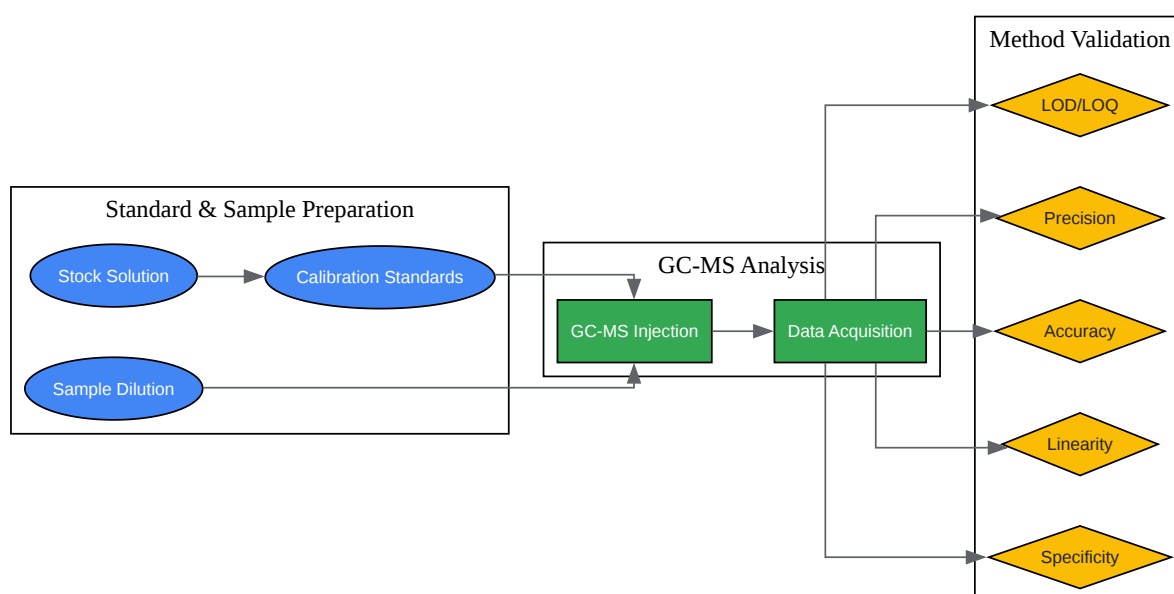 Method Validation
LOD/LOQ
Precision
Accuracy
Linearity
Specificity
Standard & Sample Preparation
Stock Solution
Calibration Standards
Sample Dilution
GC-MS Analysis
GC-MS Injection
Data Acquisition